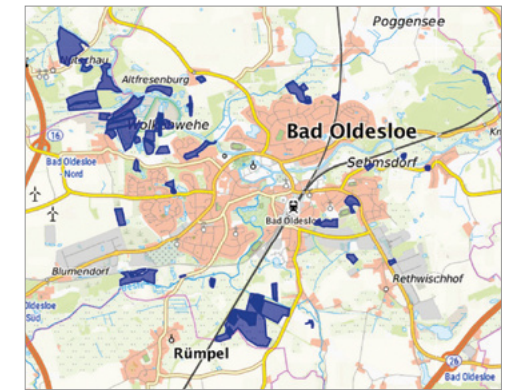 Poggensee
Altfresenburg
Wolkenwehe
Bad Oldesloe
16
Sehmsdorf
Bad Oldesloe
- Nord
Bad Oldesloe
Blumendorf
Rethwischhof
Oldesloe
Süd
Rümpel
26
Bad Oldesloe